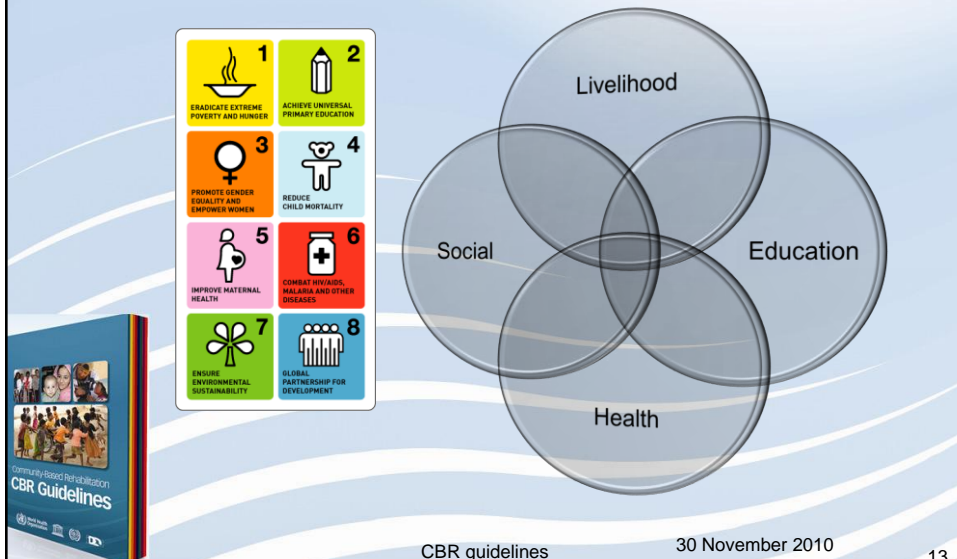 1
ERADICATE EXTREME
POVERTY AND HUNGER
2
ACHIEVE UNIVERSAL
PRIMARY EDUCATION
3
PROMOTE GENDER
EQUALITY AND
EMPOWER WOMEN
4
REDUCE
CHILD MORTALITY
5
IMPROVE MATERNAL
HEALTH
6
COMBAT HIV/AIDS,
MALARIA AND OTHER
DISEASES
7
ENSURE
ENVIRONMENTAL
SUSTAINABILITY
8
GLOBAL
PARTNERSHIP FOR
DEVELOPMENT
Livelihood
Social
Education
Health
Community-Based Rehabilitation
CBR Guidelines
World Health
Organization
CBR guidelines
30 November 2010
13